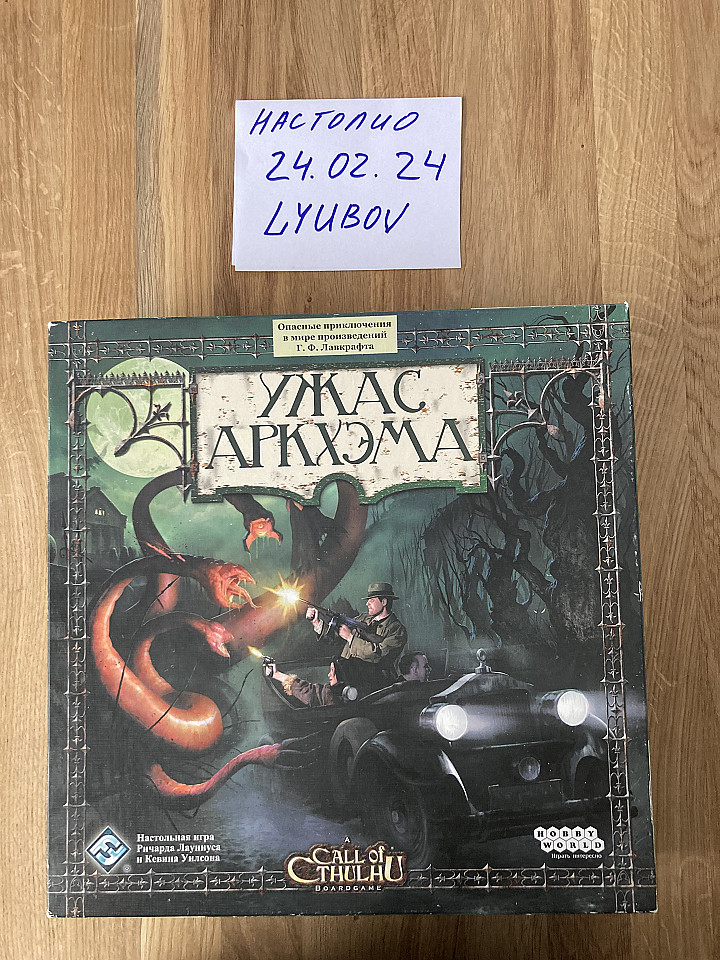 НАСТОЛИО
24.02.24
LYUBOV
Опасные приключения
в мире произведений
Г. Ф. Лавкрафта
УЖАС
АРКХЭМА
Настольная игра
Ричарда Лауниуса
и Кевина Уилсона
A
CALL of
CTHULHU
BOARDGAME
HOBBY
WORLD
Играть интересно